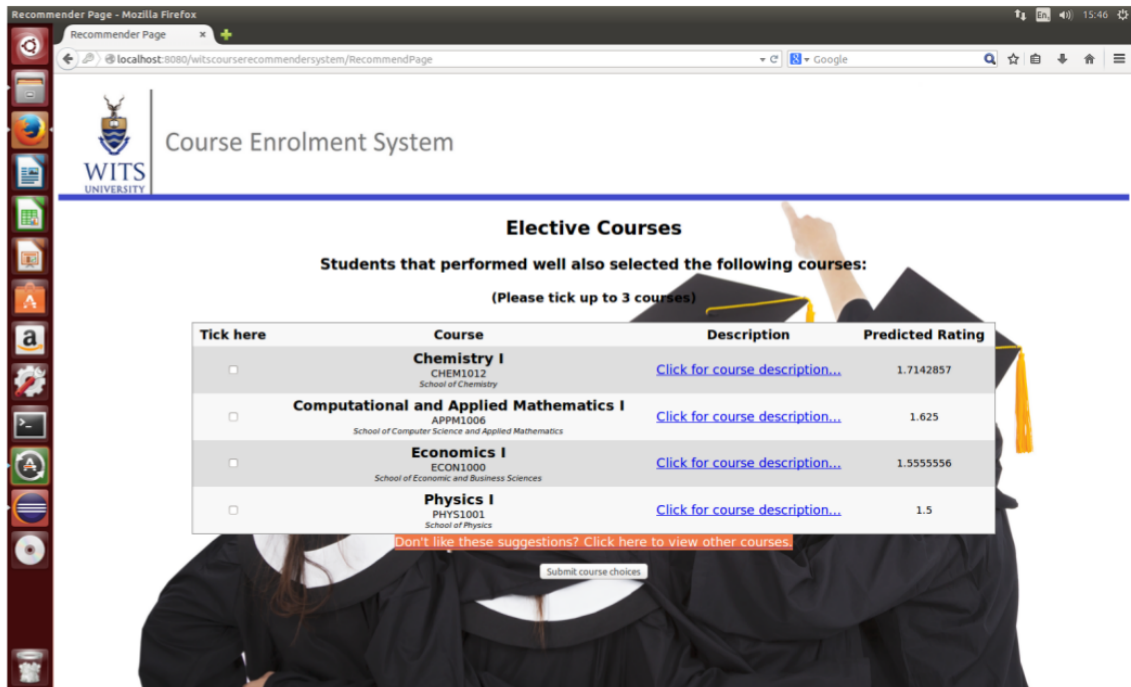 Recommender Page - Mozilla Firefox
En
15:46
Recommender Page
localhost:8080/witscourserecommendersystem/RecommendPage
Google
WITS
UNIVERSITY
Course Enrolment System
Elective Courses
Students that performed well also selected the following courses:
(Please tick up to 3 courses)
Tick here Course Description Predicted Rating
Chemistry I
CHEM1012
School of Chemistry
Click for course description...
1.7142857
Computational and Applied Mathematics I
APPM1006
School of Computer Science and Applied Mathematics
Click for course description...
1.625
Economics I
ECON1000
School of Economic and Business Sciences
Click for course description...
1.5555556
Physics I
PHYS1001
School of Physics
Click for course description...
1.5
Don't like these suggestions? Click here to view other courses.
Submit course choices